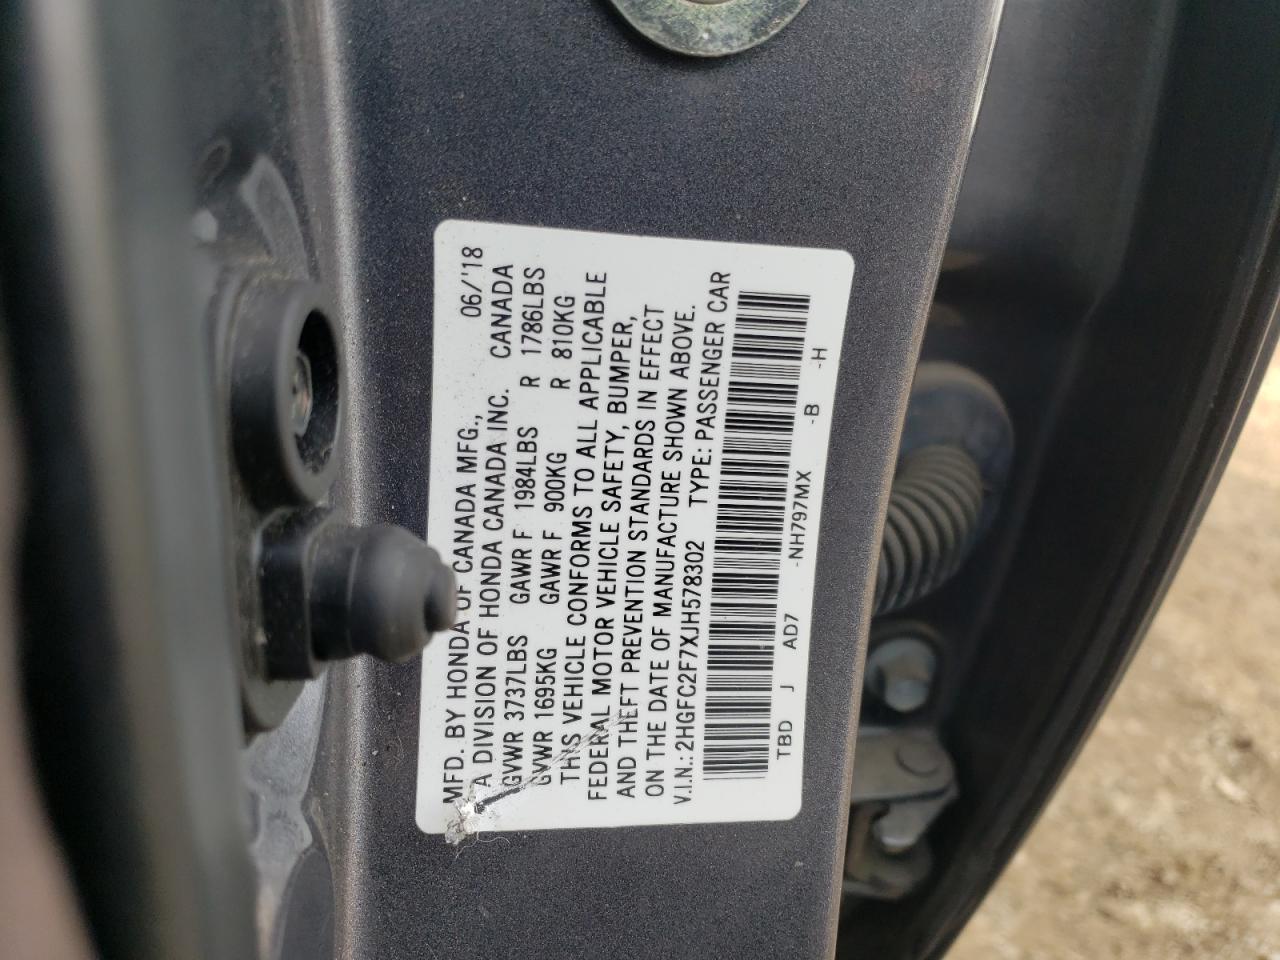 MFD. BY HONDA OF CANADA MFG., 06/'18
A DIVISION OF HONDA CANADA INC. CANADA
GVWR 3737LBS GAWR F 1984LBS R 1786LBS
GVWR 1695KG GAWR F 900KG R 810KG
THIS VEHICLE CONFORMS TO ALL APPLICABLE
FEDERAL MOTOR VEHICLE SAFETY, BUMPER,
AND THEFT PREVENTION STANDARDS IN EFFECT
ON THE DATE OF MANUFACTURE SHOWN ABOVE.
V.I.N.: 2HGFC2F7XJH578302 TYPE: PASSENGER CAR
TBD J AD7 -NH797MX -B -H